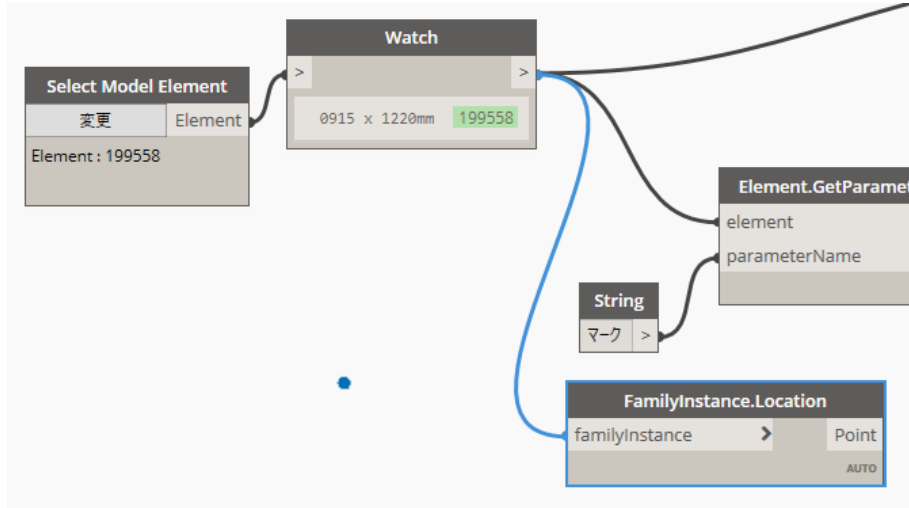 Watch
>
>
0915 x 1220mm 199558
Select Model Element
変更
Element
Element : 199558
Element.GetParamet
element
parameterName
String
マーク
>
FamilyInstance.Location
familyInstance
>
Point
AUTO